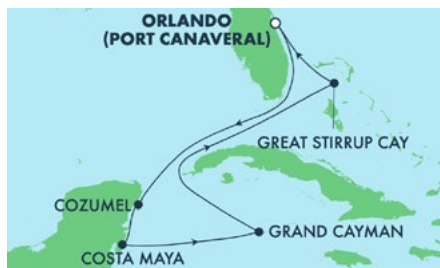 ORLANDO
(PORT CANAVERAL)
GREAT STIRRUP CAY
COZUMEL
GRAND CAYMAN
COSTA MAYA